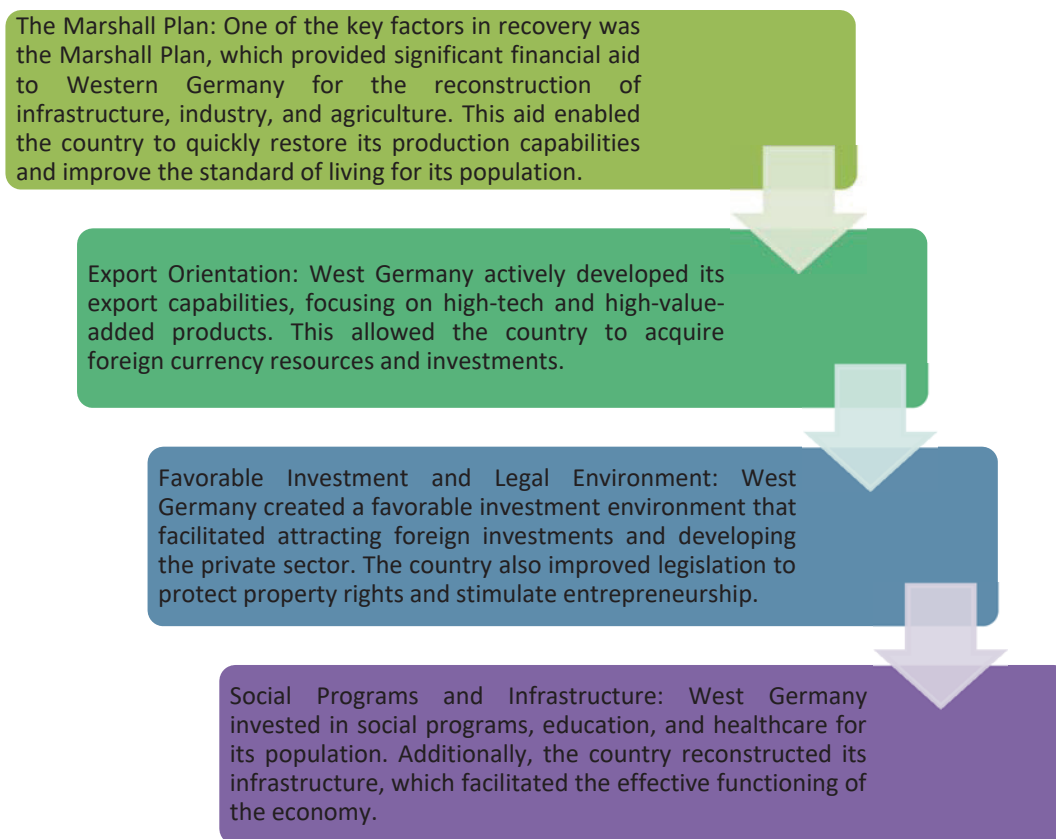 The Marshall Plan: One of the key factors in recovery was
the Marshall Plan, which provided significant financial aid
to Western Germany for the reconstruction of
infrastructure, industry, and agriculture. This aid enabled
the country to quickly restore its production capabilities
and improve the standard of living for its population.
Export Orientation: West Germany actively developed its
export capabilities, focusing on high-tech and high-value-
added products. This allowed the country to acquire
foreign currency resources and investments.
Favorable Investment and Legal Environment: West
Germany created a favorable investment environment that
facilitated attracting foreign investments and developing
the private sector. The country also improved legislation to
protect property rights and stimulate entrepreneurship.
Social Programs and Infrastructure: West Germany
invested in social programs, education, and healthcare for
its population. Additionally, the country reconstructed its
infrastructure, which facilitated the effective functioning of
the economy.